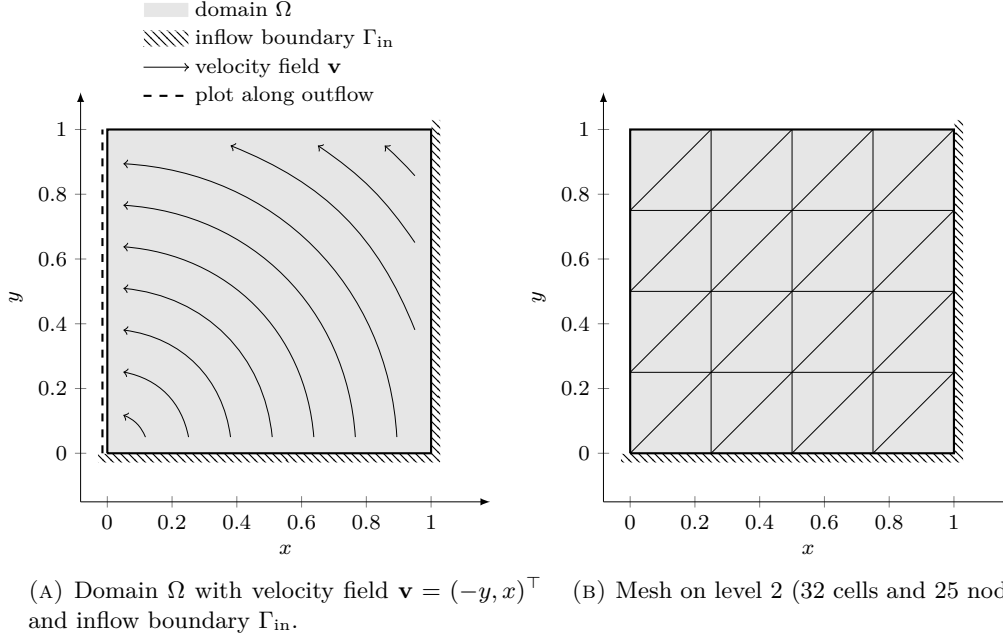 domain Ω
inflow boundary Γin
velocity field v
plot along outflow
1
0.8
0.6
0.4
0.2
0
y
0 0.2 0.4 0.6 0.8 1
x
1
0.8
0.6
0.4
0.2
0
y
0 0.2 0.4 0.6 0.8 1
x
(A) Domain Ω with velocity field v = (−y, x)⊤
and inflow boundary Γin.
(B) Mesh on level 2 (32 cells and 25 nod